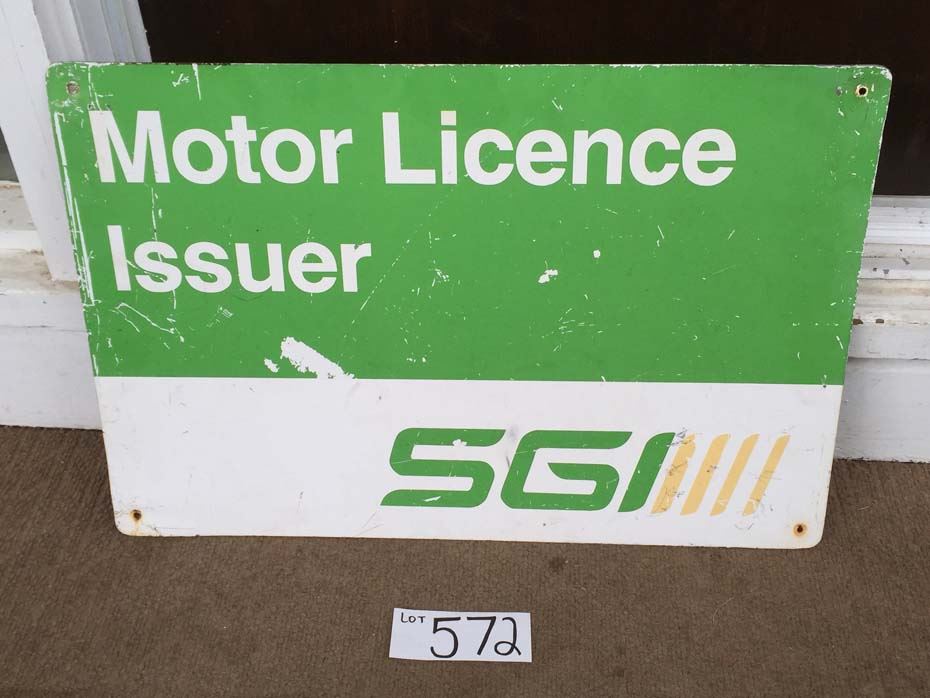 Motor Licence
Issuer
SGI
LOT 572